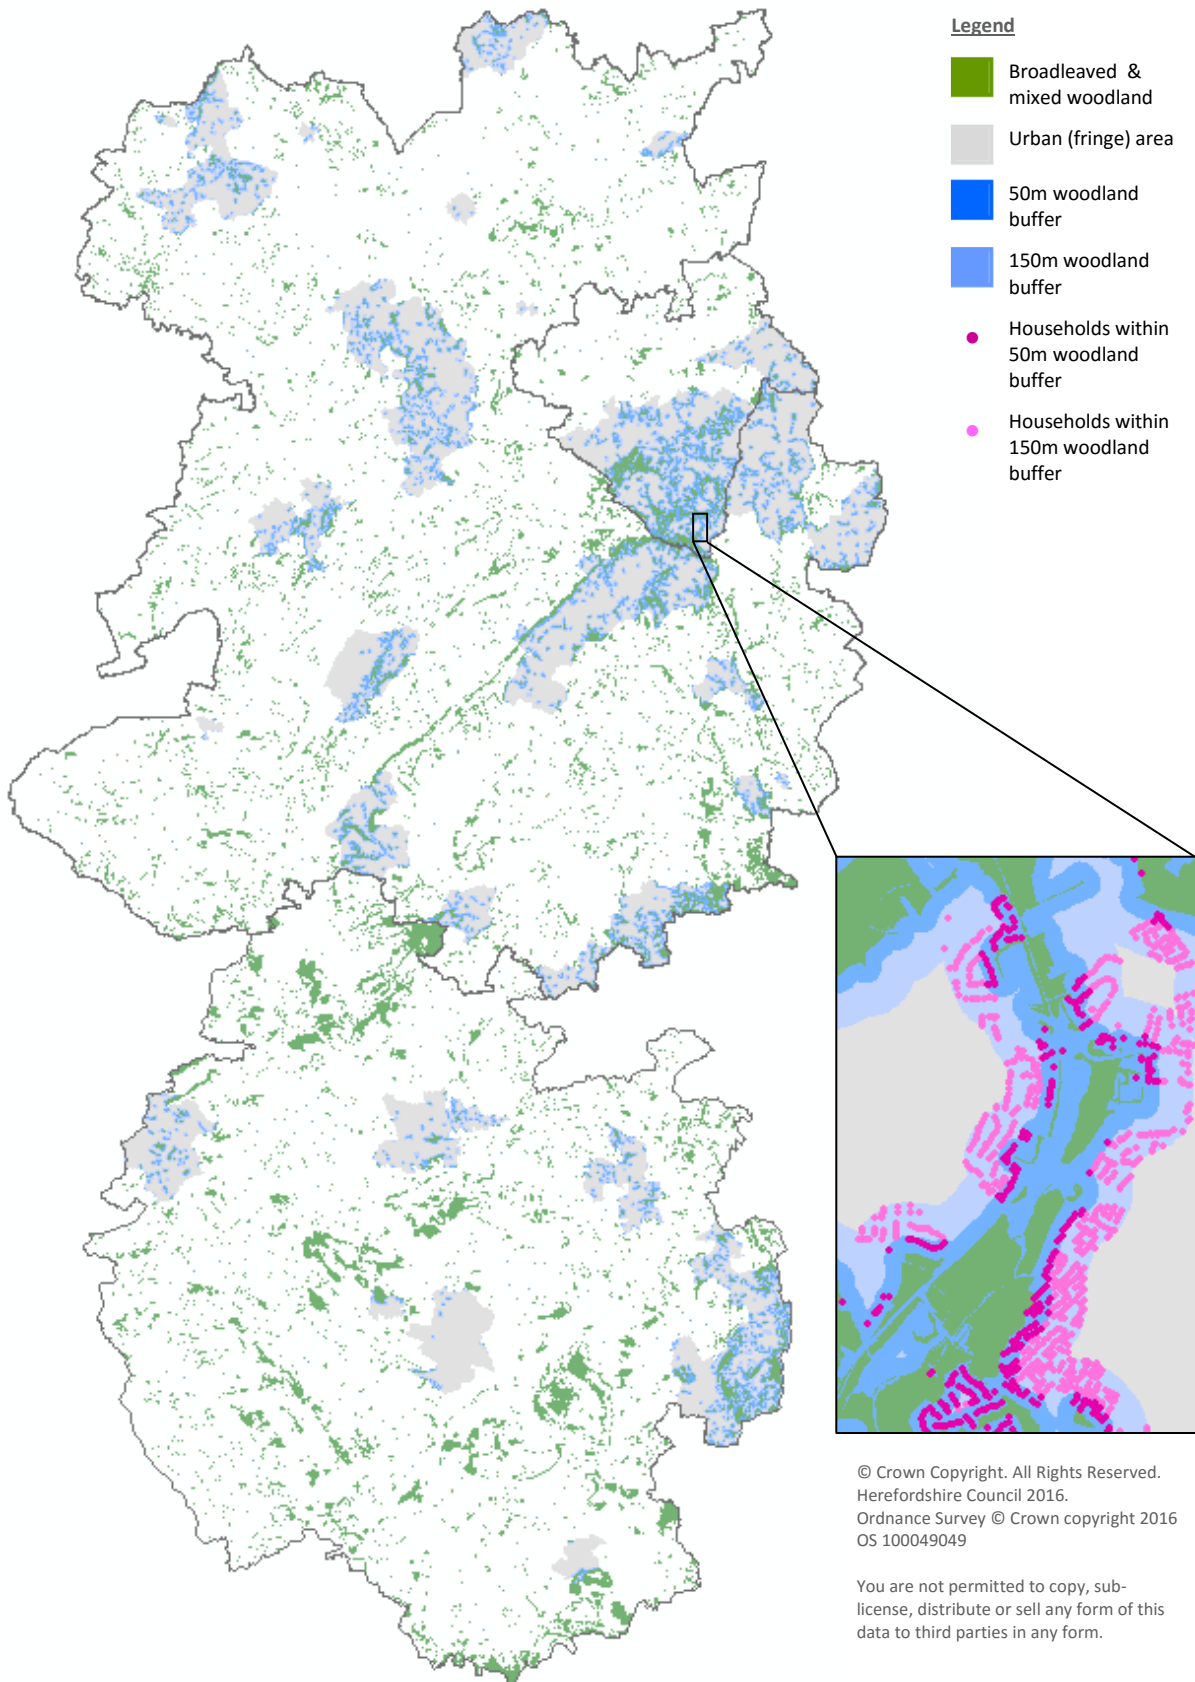 Legend
Broadleaved &
mixed woodland
Urban (fringe) area
50m woodland
buffer
150m woodland
buffer
Households within
50m woodland
buffer
Households within
150m woodland
buffer
© Crown Copyright. All Rights Reserved.
Herefordshire Council 2016.
Ordnance Survey © Crown copyright 2016
OS 100049049
You are not permitted to copy, sub-
license, distribute or sell any form of this
data to third parties in any form.